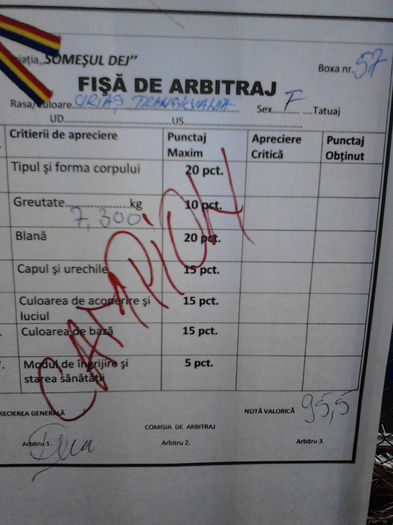 „SOMEȘUL DEJ”
Boxa nr. 57
FIȘĂ DE ARBITRAJ
Rasa/culoare URIAȘ TRANSILVANIA Sex F Tatuaj
UD US
Criterii de apreciere Punctaj Maxim Apreciere Critică Punctaj Obținut
Tipul și forma corpului 20 pct.
Greutate 7,300 kg 10 pct.
Blană 20 pct.
Capul și urechile 15 pct.
Culoarea de acoperire și luciul 15 pct.
Culoarea de bază 15 pct.
Modul de îngrijire și starea sănătății 5 pct.
CAMPION
GENERALĂ NOTĂ VALORICĂ 95,5
COMISIA DE ARBITRAJ
Arbitru 1. Arbitru 2. Arbitru 3.